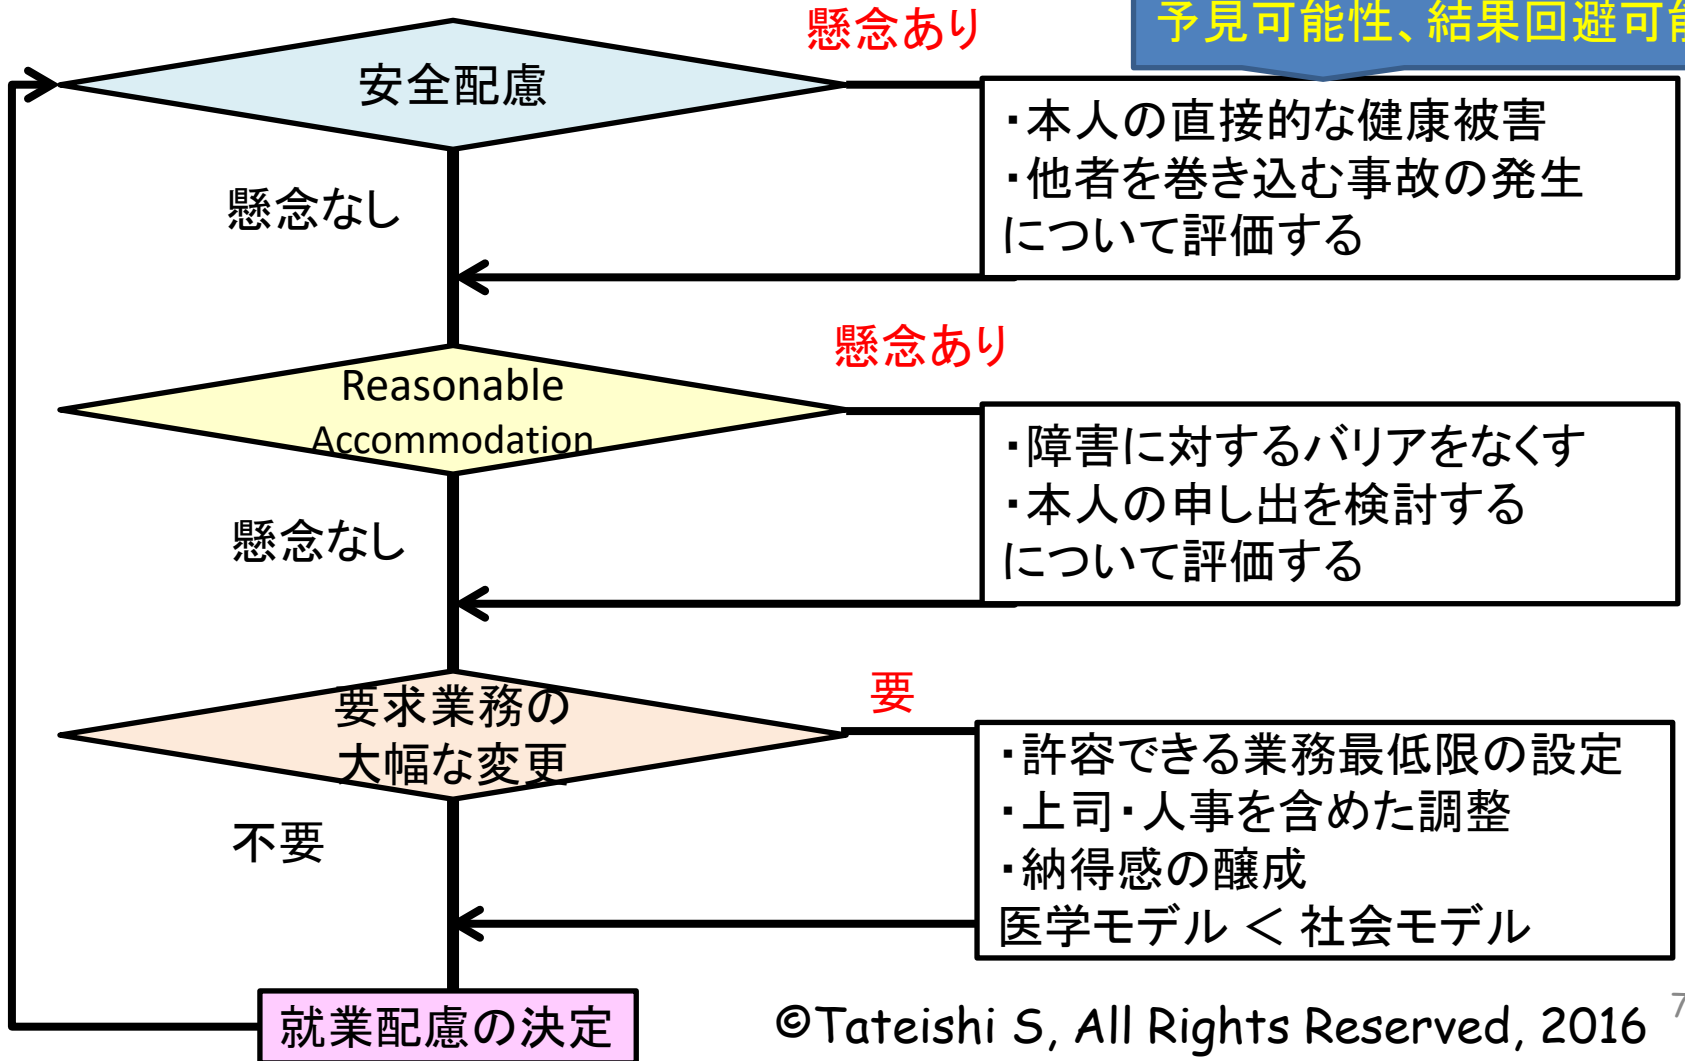 懸念あり
予見可能性、結果回避可能
安全配慮
・本人の直接的な健康被害
・他者を巻き込む事故の発生
について評価する
懸念なし
懸念あり
Reasonable
Accommodation
・障害に対するバリアをなくす
・本人の申し出を検討する
について評価する
懸念なし
要
要求業務の
大幅な変更
・許容できる業務最低限の設定
・上司・人事を含めた調整
・納得感の醸成
医学モデル < 社会モデル
不要
就業配慮の決定
©Tateishi S, All Rights Reserved, 2016
7